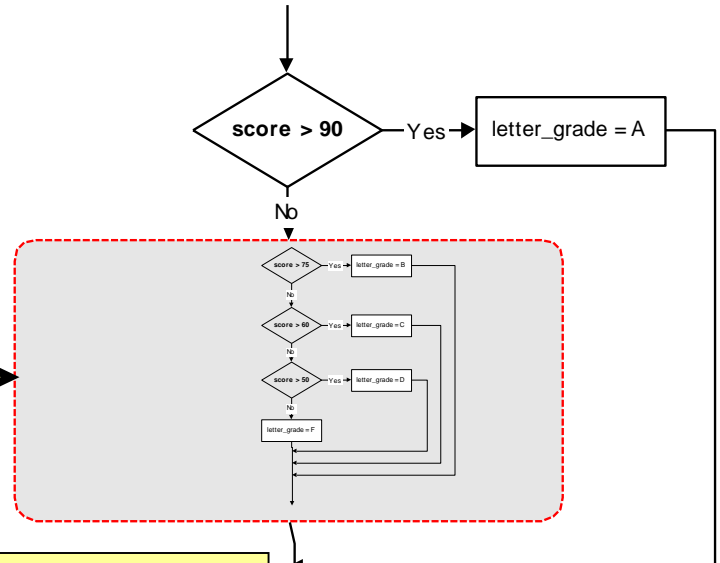 score > 90
Yes
letter_grade = A
No
score > 75
Yes
letter_grade = B
No
score > 60
Yes
letter_grade = C
No
score > 50
Yes
letter_grade = D
No
letter_grade = F